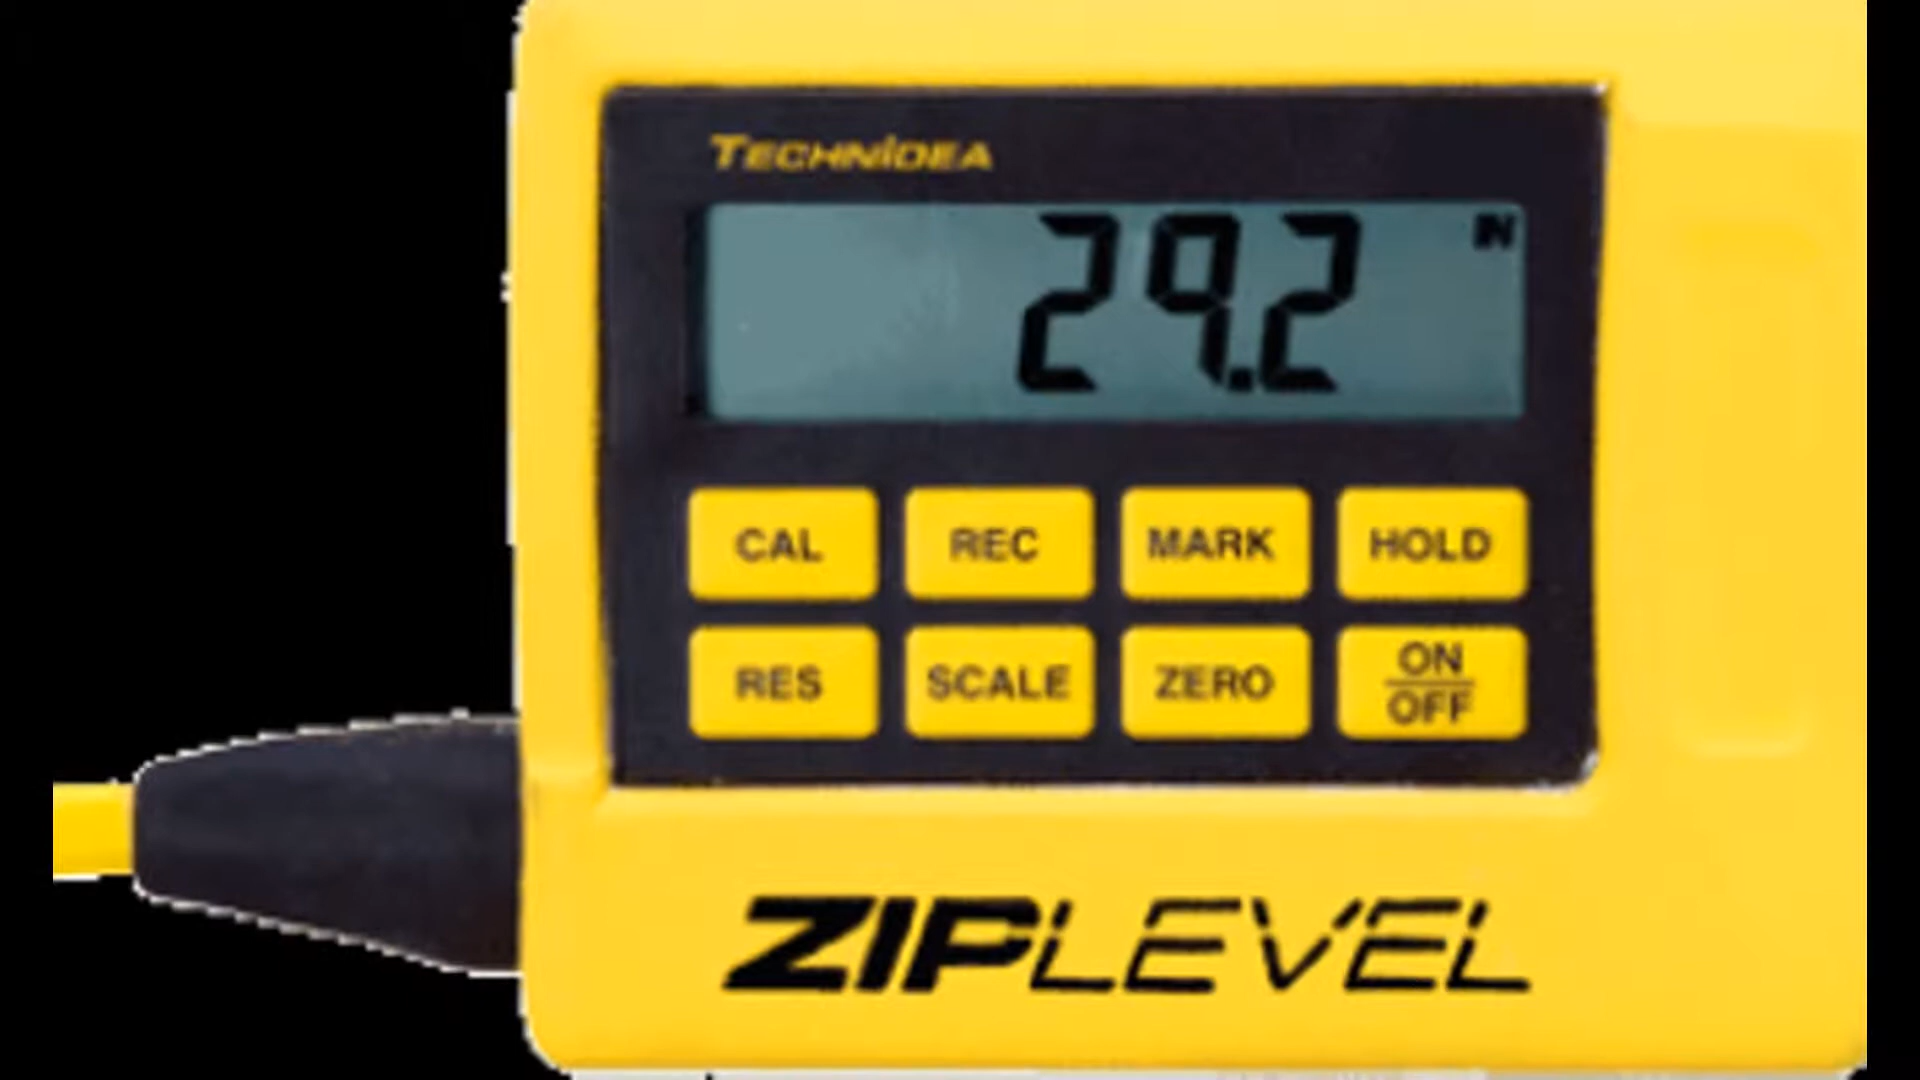 TECHNIDEA
29.2 IN
CAL REC MARK HOLD
RES SCALE ZERO ON
OFF
ZIPLEVEL